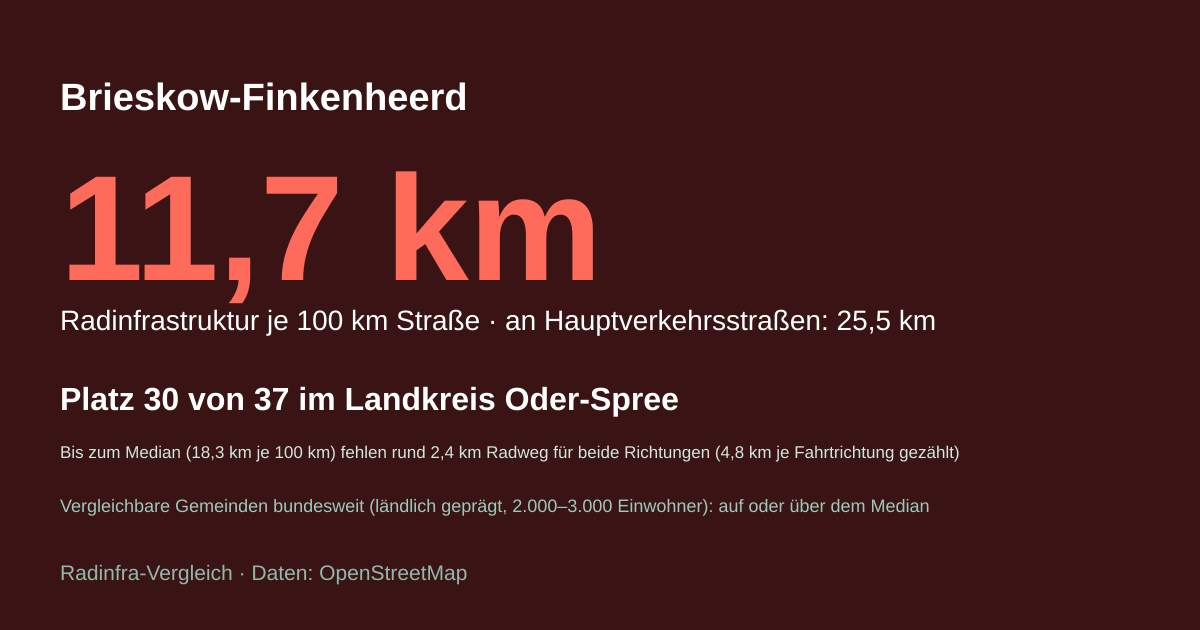 Brieskow-Finkenheerd
11,7 km
Radinfrastruktur je 100 km Straße · an Hauptverkehrsstraßen: 25,5 km
Platz 30 von 37 im Landkreis Oder-Spree
Bis zum Median (18,3 km je 100 km) fehlen rund 2,4 km Radweg für beide Richtungen (4,8 km je Fahrtrichtung gezählt)
Vergleichbare Gemeinden bundesweit (ländlich geprägt, 2.000–3.000 Einwohner): auf oder über dem Median
Radinfra-Vergleich · Daten: OpenStreetMap